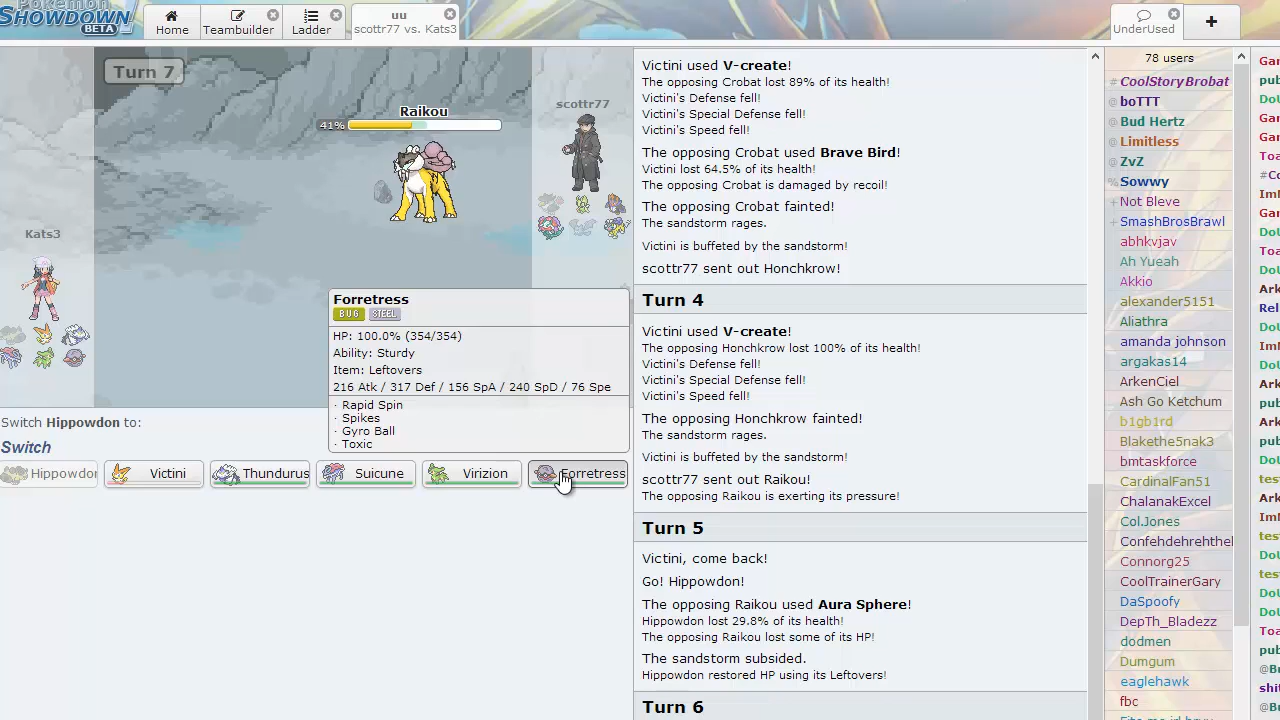 Pokémon
SHOWDOWN
BETA
Home
Teambuilder
Ladder
uu
scottr77 vs. Kats3
UnderUsed
+
Turn 7
Raikou
41%
scottr77
Kats3
Forretress
BUG STEEL
HP: 100.0% (354/354)
Ability: Sturdy
Item: Leftovers
216 Atk / 317 Def / 156 SpA / 240 SpD / 76 Spe
· Rapid Spin
· Spikes
· Gyro Ball
· Toxic
Switch Hippowdon to:
Switch
Hippowdon
Victini
Thundurus
Suicune
Virizion
Forretress
Victini used V-create!
The opposing Crobat lost 89% of its health!
Victini's Defense fell!
Victini's Special Defense fell!
Victini's Speed fell!
The opposing Crobat used Brave Bird!
Victini lost 64.5% of its health!
The opposing Crobat is damaged by recoil!
The opposing Crobat fainted!
The sandstorm rages.
Victini is buffeted by the sandstorm!
scottr77 sent out Honchkrow!
Turn 4
Victini used V-create!
The opposing Honchkrow lost 100% of its health!
Victini's Defense fell!
Victini's Special Defense fell!
Victini's Speed fell!
The opposing Honchkrow fainted!
The sandstorm rages.
Victini is buffeted by the sandstorm!
scottr77 sent out Raikou!
The opposing Raikou is exerting its pressure!
Turn 5
Victini, come back!
Go! Hippowdon!
The opposing Raikou used Aura Sphere!
Hippowdon lost 29.8% of its health!
The opposing Raikou lost some of its HP!
The sandstorm subsided.
Hippowdon restored HP using its Leftovers!
Turn 6
78 users
# CoolStoryBrobat
@ boTTT
@ Bud Hertz
@ Limitless
@ ZvZ
% Sowwy
+ Not Bleve
+ SmashBrosBrawl
abhkvjav
Ah Yueah
Akkio
alexander5151
Aliathra
amanda johnson
argakas14
ArkenCiel
Ash Go Ketchum
b1gb1rd
Blakethe5nak3
bmtaskforce
CardinalFan51
ChalanakExcel
Col.Jones
Confehdehrehthel
Connorg25
CoolTrainerGary
DaSpoofy
DepTh_Bladezz
dodmen
Dumgum
eaglehawk
fbc